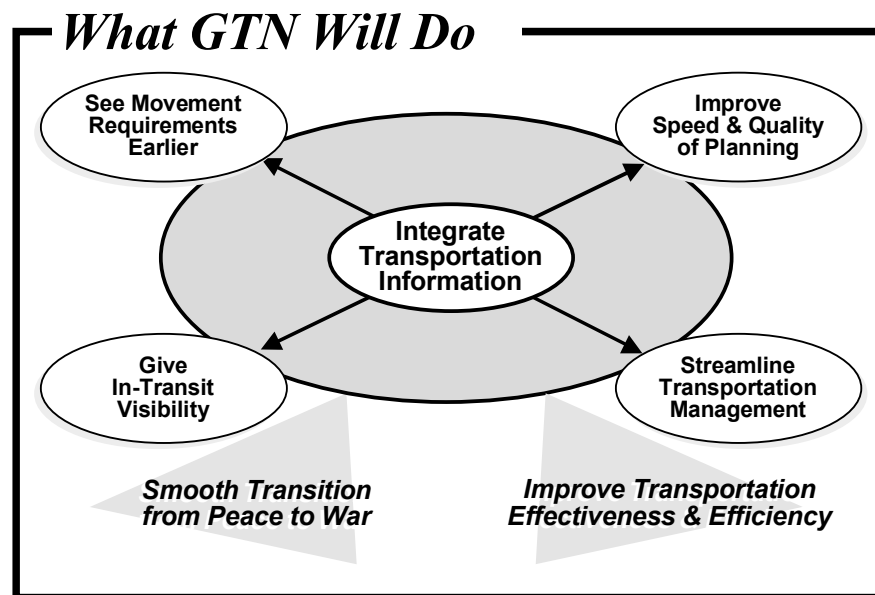 What GTN Will Do
See Movement
Requirements
Earlier
Improve
Speed & Quality
of Planning
Integrate
Transportation
Information
Give
In-Transit
Visibility
Streamline
Transportation
Management
Smooth Transition
from Peace to War
Improve Transportation
Effectiveness & Efficiency